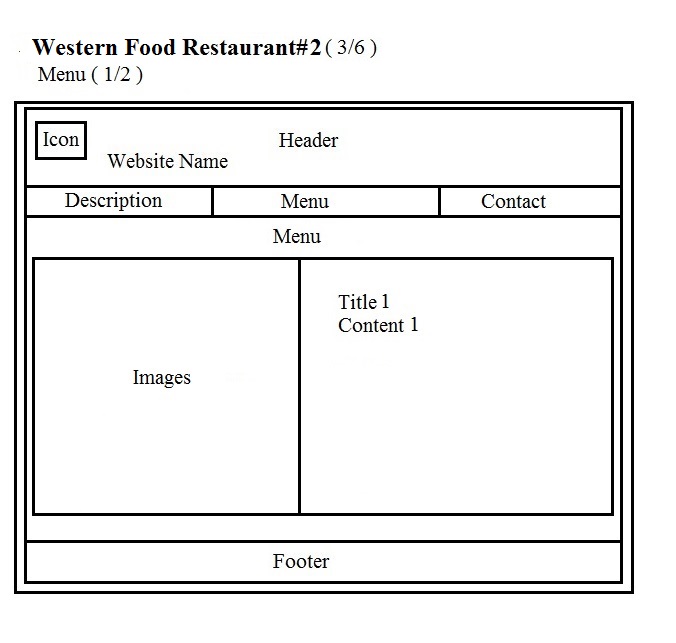 Western Food Restaurant#2 ( 3/6 )
Menu ( 1/2 )
Icon
Header
Website Name
Description
Menu
Contact
Menu
Images
Title 1
Content 1
Footer